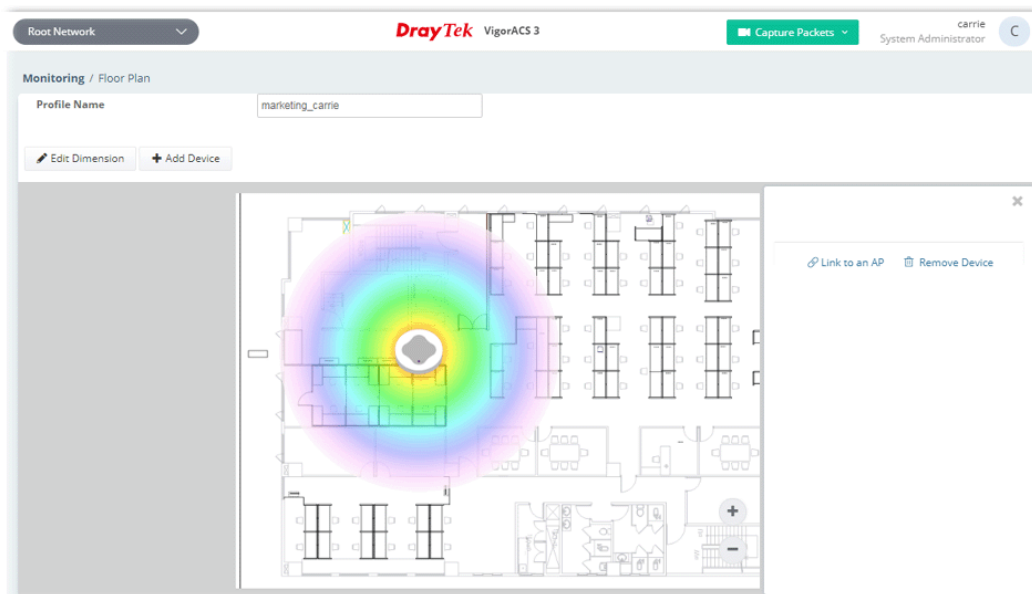 Root Network
DrayTek VigorACS 3
Capture Packets
carrie
System Administrator
C
Monitoring / Floor Plan
Profile Name
marketing_carrie
Edit Dimension
Add Device
Link to an AP
Remove Device